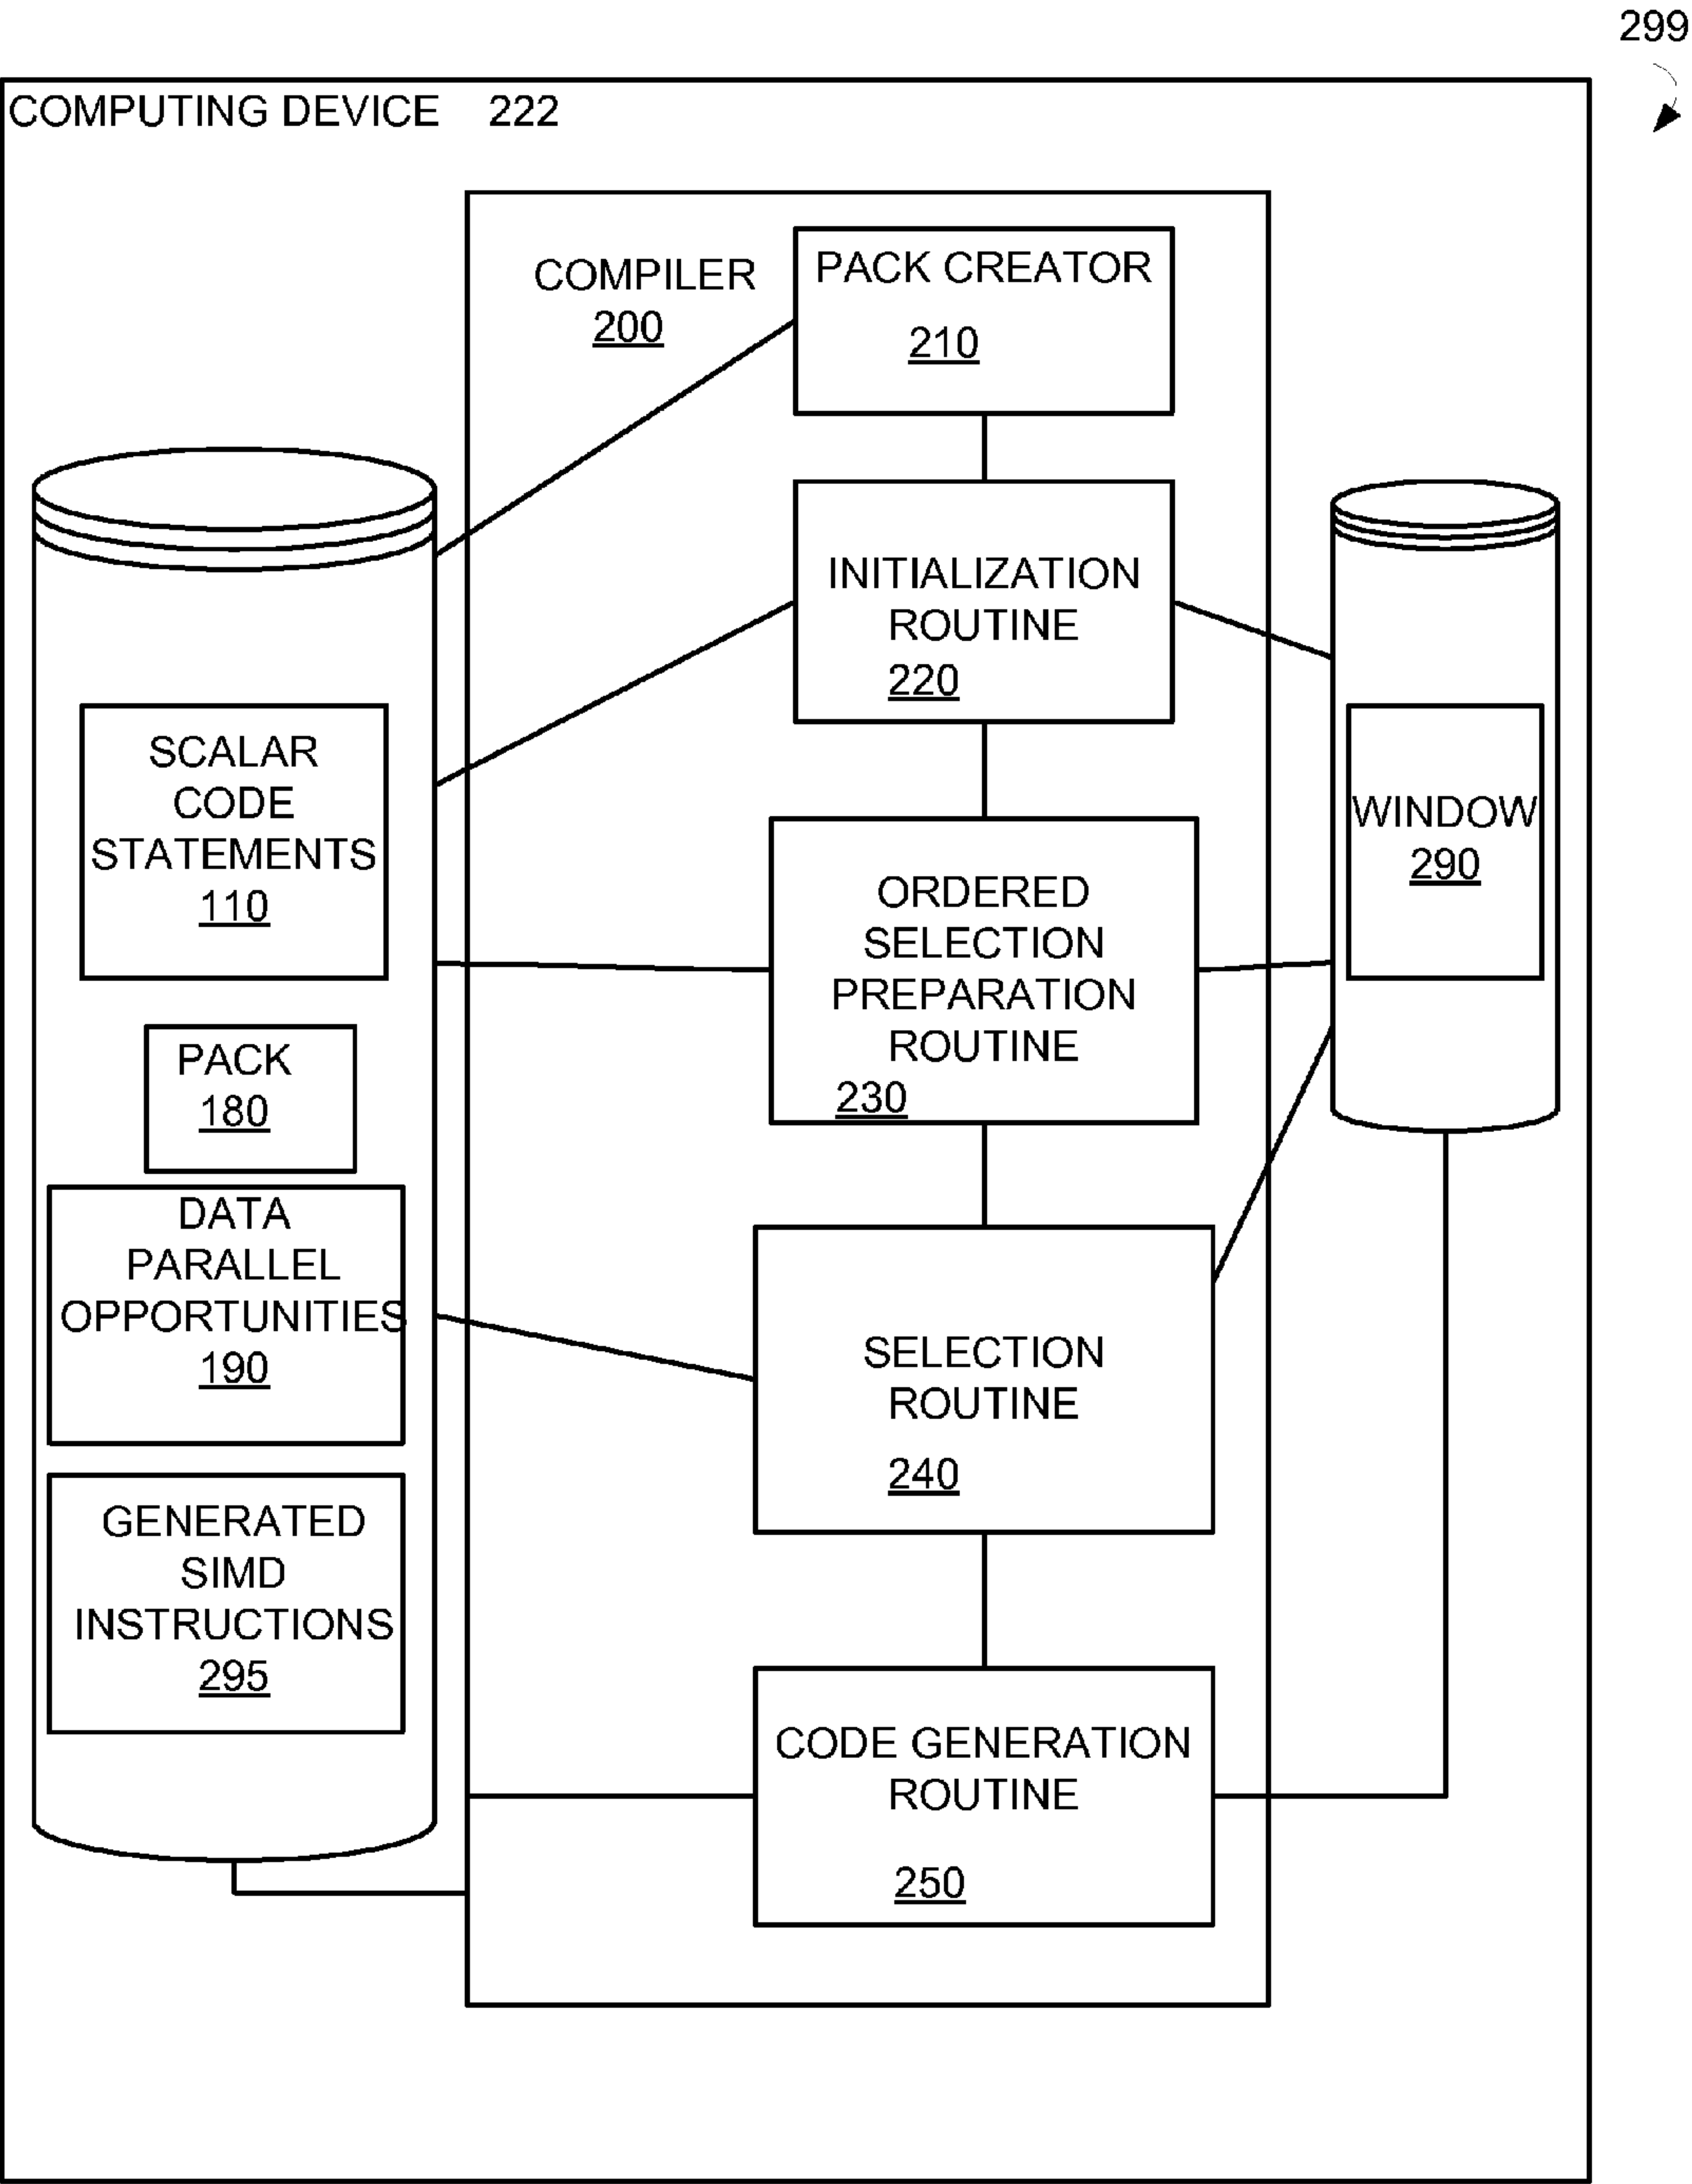 299
COMPUTING DEVICE 222
COMPILER
200
PACK CREATOR
210
INITIALIZATION
ROUTINE
220
SCALAR
CODE
STATEMENTS
110
WINDOW
290
ORDERED
SELECTION
PREPARATION
ROUTINE
230
PACK
180
DATA
PARALLEL
OPPORTUNITIES
190
SELECTION
ROUTINE
240
GENERATED
SIMD
INSTRUCTIONS
295
CODE GENERATION
ROUTINE
250